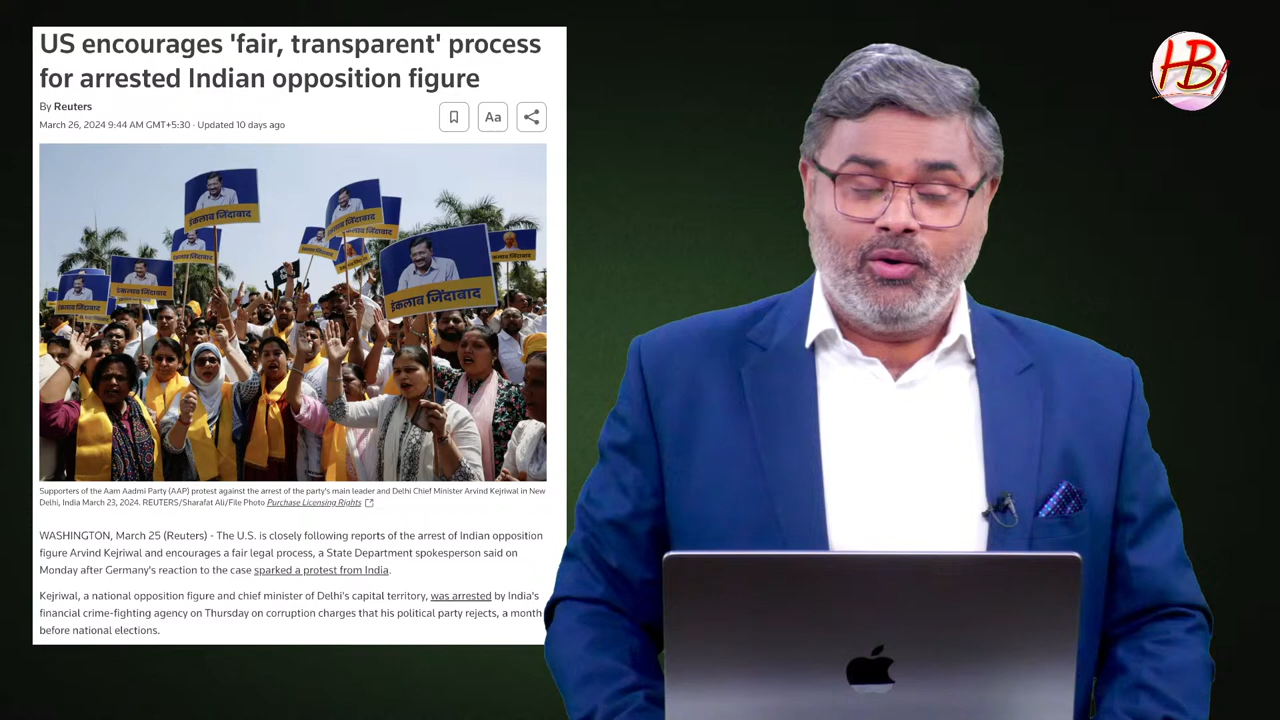 US encourages 'fair, transparent' process
for arrested Indian opposition figure
By Reuters
March 26, 2024 9:44 AM GMT+5:30 · Updated 10 days ago
Aa
इंकलाब जिंदाबाद
इंकलाब जिंदाबाद
इंकलाब जिंदाबाद
इंकलाब जिंदाबाद
Supporters of the Aam Aadmi Party (AAP) protest against the arrest of the party's main leader and Delhi Chief Minister Arvind Kejriwal in New
Delhi, India March 23, 2024. REUTERS/Sharafat Ali/File Photo Purchase Licensing Rights
WASHINGTON, March 25 (Reuters) - The U.S. is closely following reports of the arrest of Indian opposition
figure Arvind Kejriwal and encourages a fair legal process, a State Department spokesperson said on
Monday after Germany's reaction to the case sparked a protest from India.
Kejriwal, a national opposition figure and chief minister of Delhi's capital territory, was arrested by India's
financial crime-fighting agency on Thursday on corruption charges that his political party rejects, a month
before national elections.
HBI